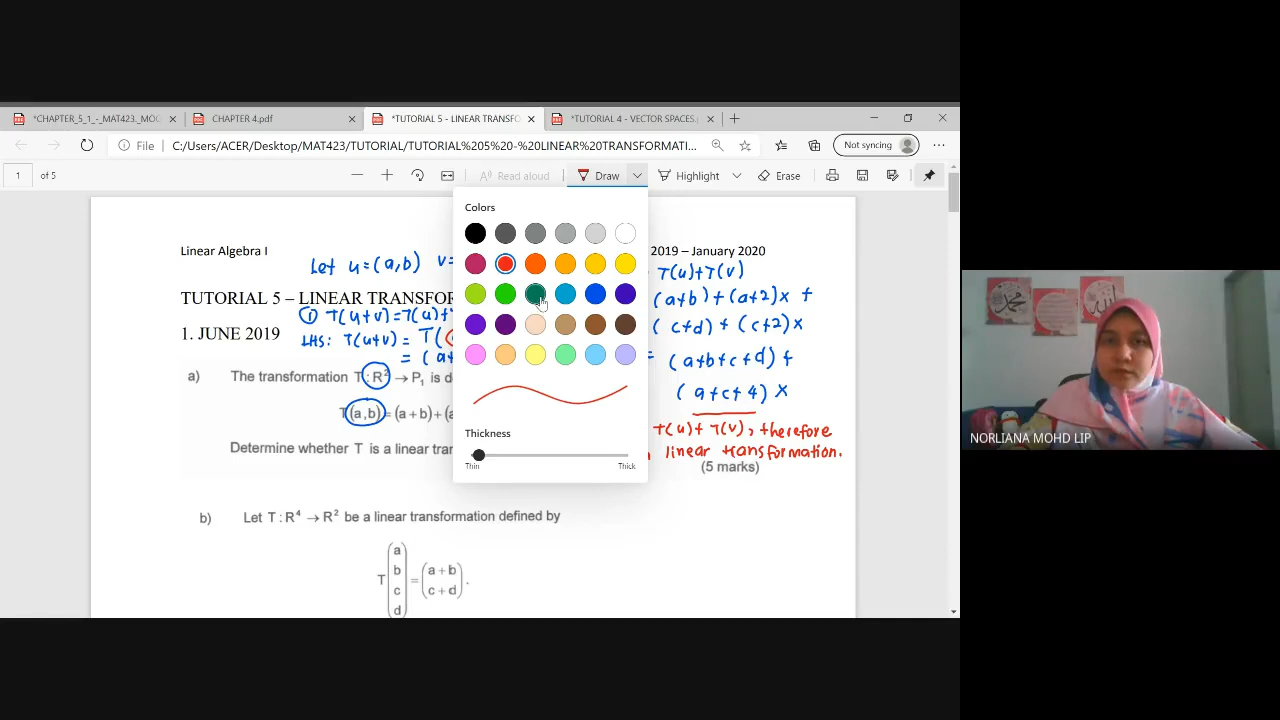 *CHAPTER_5_1_-_MAT423._MOO
CHAPTER 4.pdf
*TUTORIAL 5 - LINEAR TRANSFO
*TUTORIAL 4 - VECTOR SPACES.p
File
C:/Users/ACER/Desktop/MAT423/TUTORIAL/TUTORIAL%205%20-%20LINEAR%20TRANSFORMATI...
Not syncing
1 of 5
Read aloud
Draw
Highlight
Erase
Colors
Thickness
Thin Thick
Linear Algebra I
2019 – January 2020
Let u=(a,b) v=
TUTORIAL 5 – LINEAR TRANSFOR
① T(u+v)=T(u)+
1. JUNE 2019
LHS: T(u+v) = T(
= (a+
= T(u)+T(v)
(a+b)+(a+2)x +
(c+d)+(c+2)x
= (a+b+c+d)+
(a+c+4)x
a) The transformation T:R² → P₁ is d
T(a,b)=(a+b)+(a
Determine whether T is a linear tran
T(u)+T(v), therefore
linear transformation.
(5 marks)
b) Let T:R⁴ → R² be a linear transformation defined by
T
a
b
c
d
=
a+b
c+d
.
NORLIANA MOHD LIP